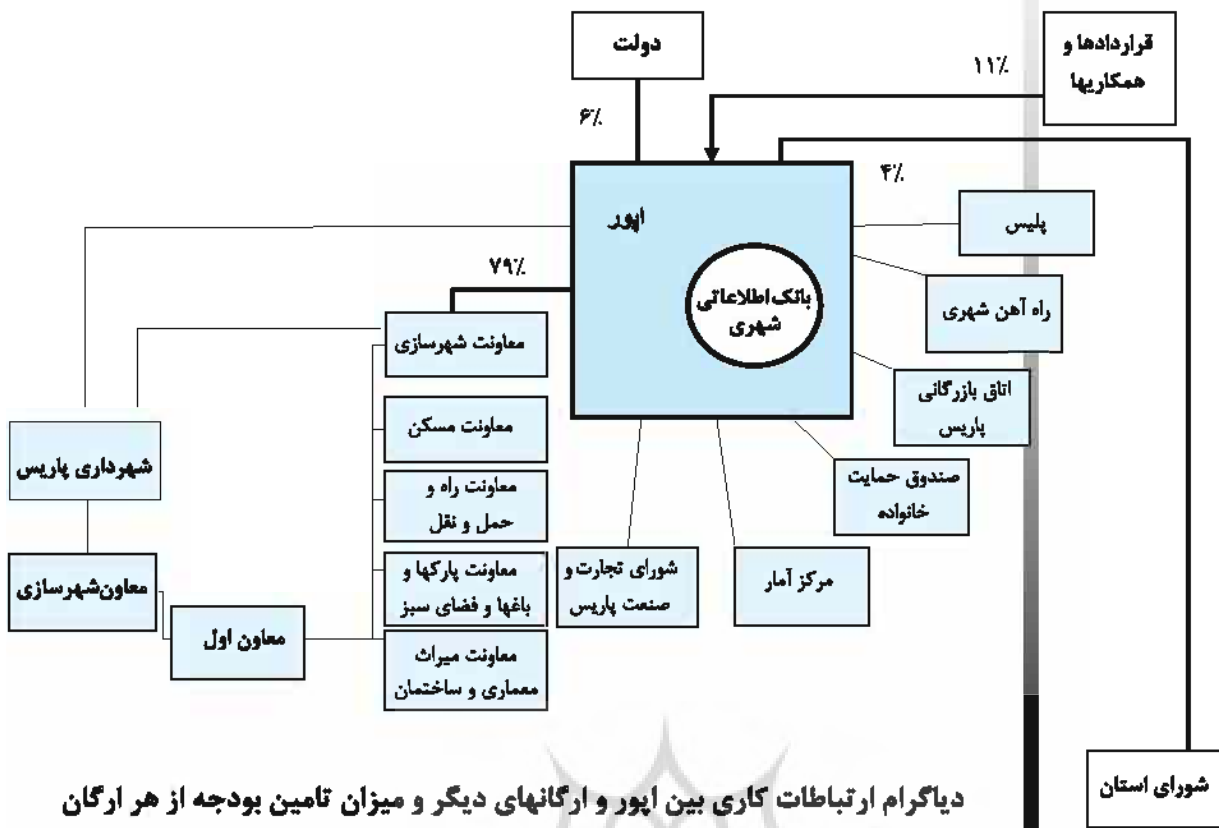 دولت
قراردادها و
همکاریها
۱۱٪
۶٪
۴٪
اپور
پلیس
بانک اطلاعاتی
شهری
۷۹٪
راه آهن شهری
معاونت شهرسازی
اتاق بازرگانی
پاریس
معاونت مسکن
شهرداری پاریس
صندوق حمایت
خانواده
معاونت راه و
حمل و نقل
شورای تجارت و
صنعت پاریس
مرکز آمار
معاونت پارکها و
باغها و فضای سبز
معاون‌شهرسازی
معاون اول
معاونت میراث
معماری و ساختمان
شورای استان
دیاگرام ارتباطات کاری بین اپور و ارگانهای دیگر و میزان تامین بودجه از هر ارگان